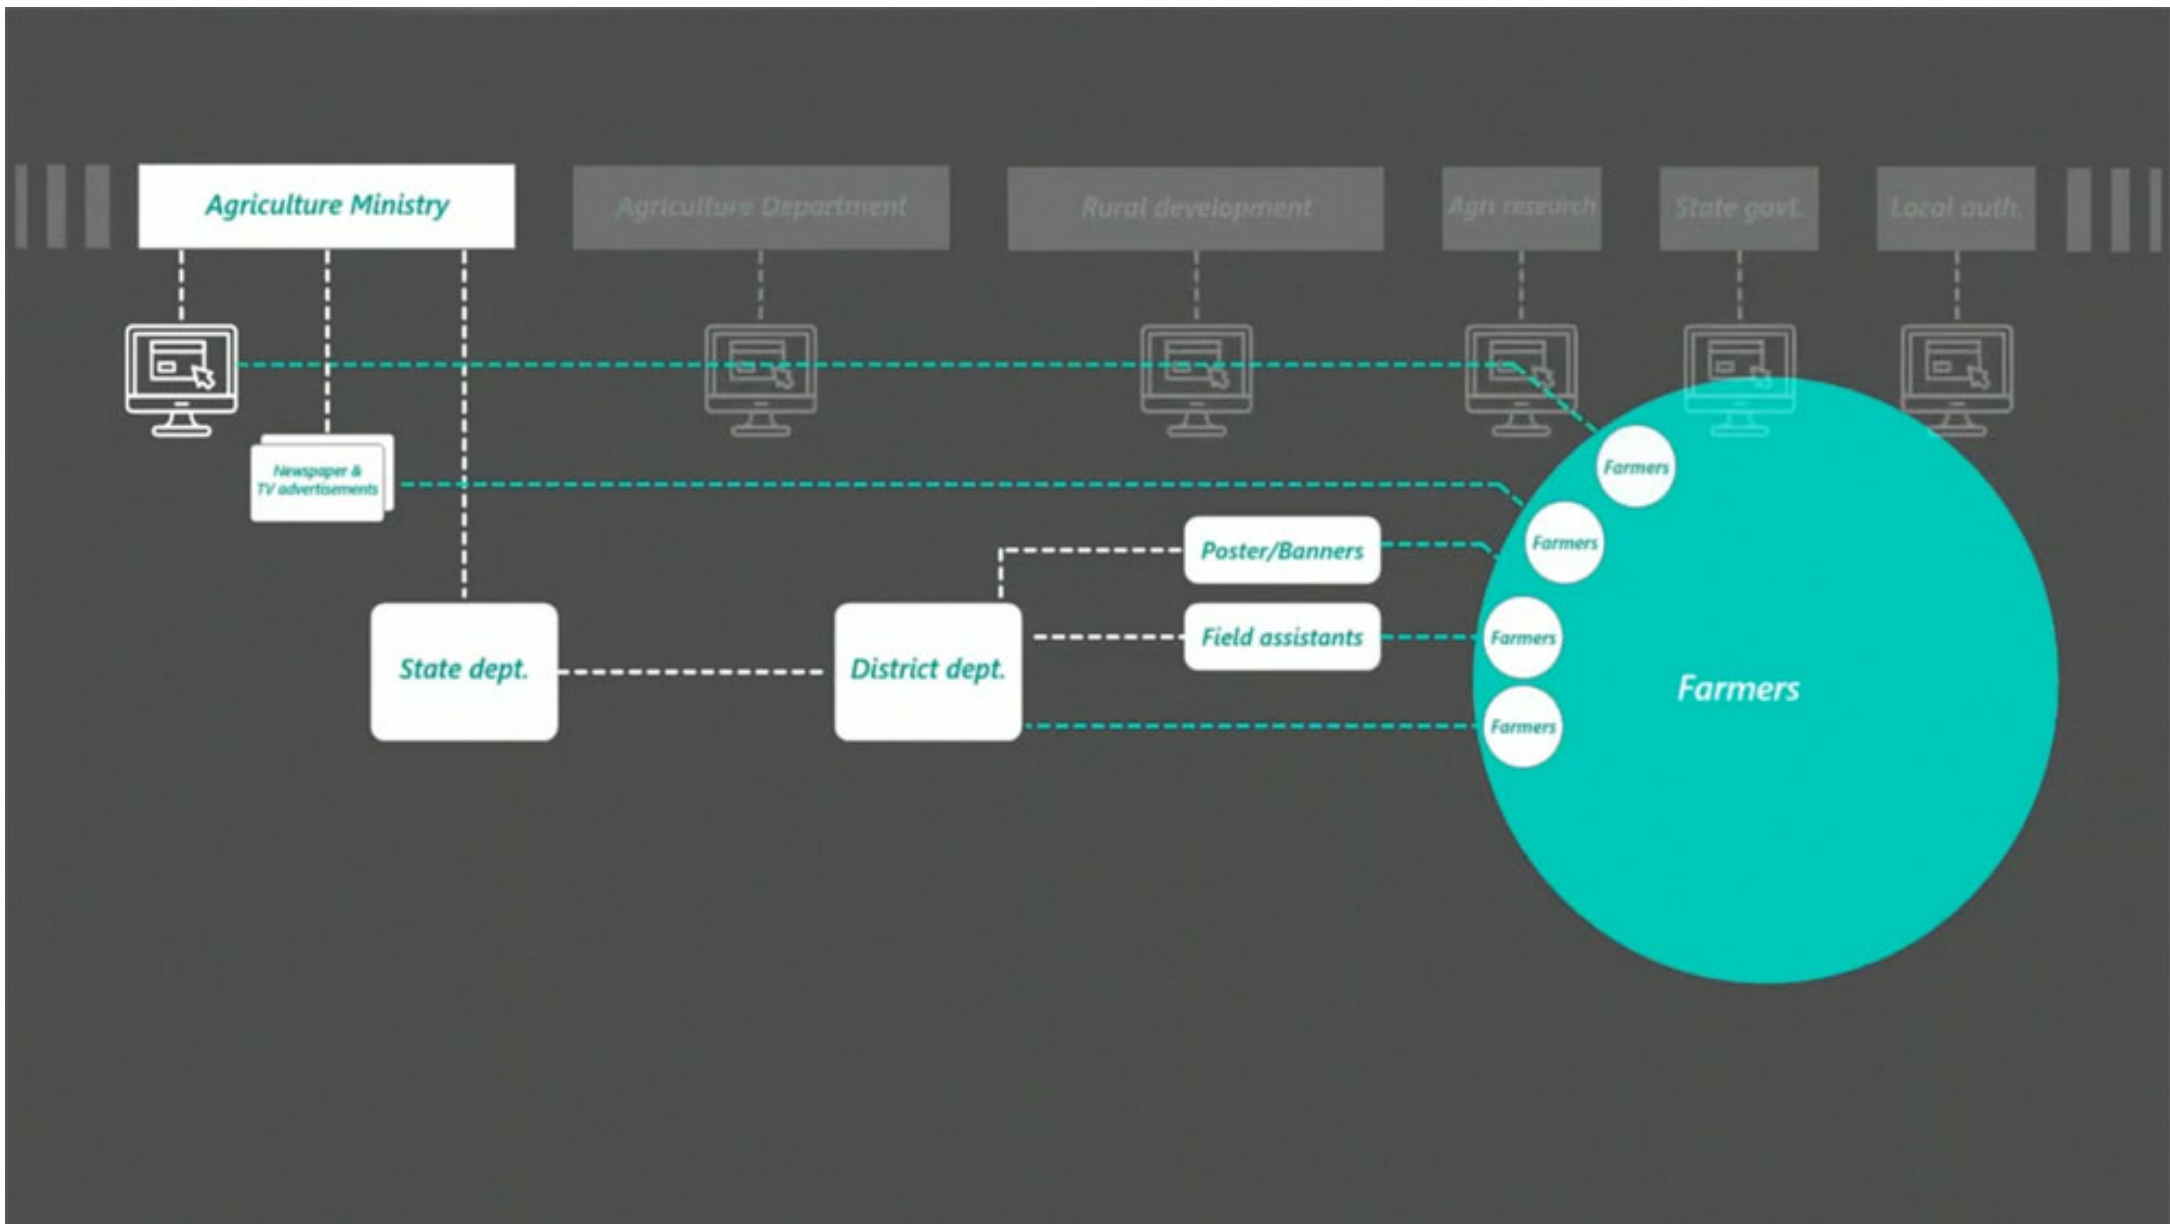 Agriculture Ministry
Agriculture Department
Rural development
Agri research
State govt.
Local auth.
Newspaper &
TV advertisements
Farmers
Farmers
Poster/Banners
Field assistants
Farmers
State dept.
District dept.
Farmers
Farmers